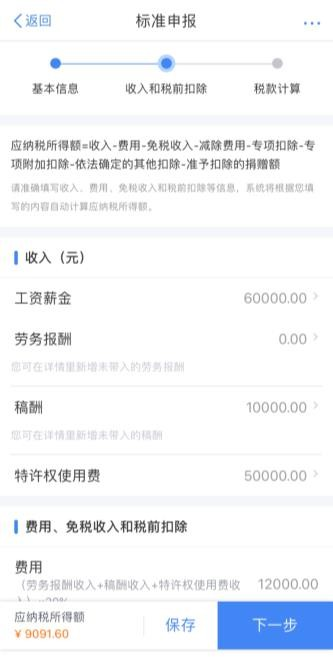 返回
标准申报
...
基本信息
收入和税前扣除
税款计算
应纳税所得额=收入-费用-免税收入-减除费用-专项扣除-专
项附加扣除-依法确定的其他扣除-准予扣除的捐赠额
请准确填写收入、费用、免税收入和税前扣除等信息，系统将根据您填
写的内容自动计算应纳税所得额。
收入（元）
工资薪金 60000.00
劳务报酬 0.00
您可在详情里新增未带入的劳务报酬
稿酬 10000.00
您可在详情里新增未带入的稿酬
特许权使用费 50000.00
费用、免税收入和税前扣除
费用
（劳务报酬收入+稿酬收入+特许权使用费收 12000.00
应纳税所得额
¥ 9091.60
保存
下一步